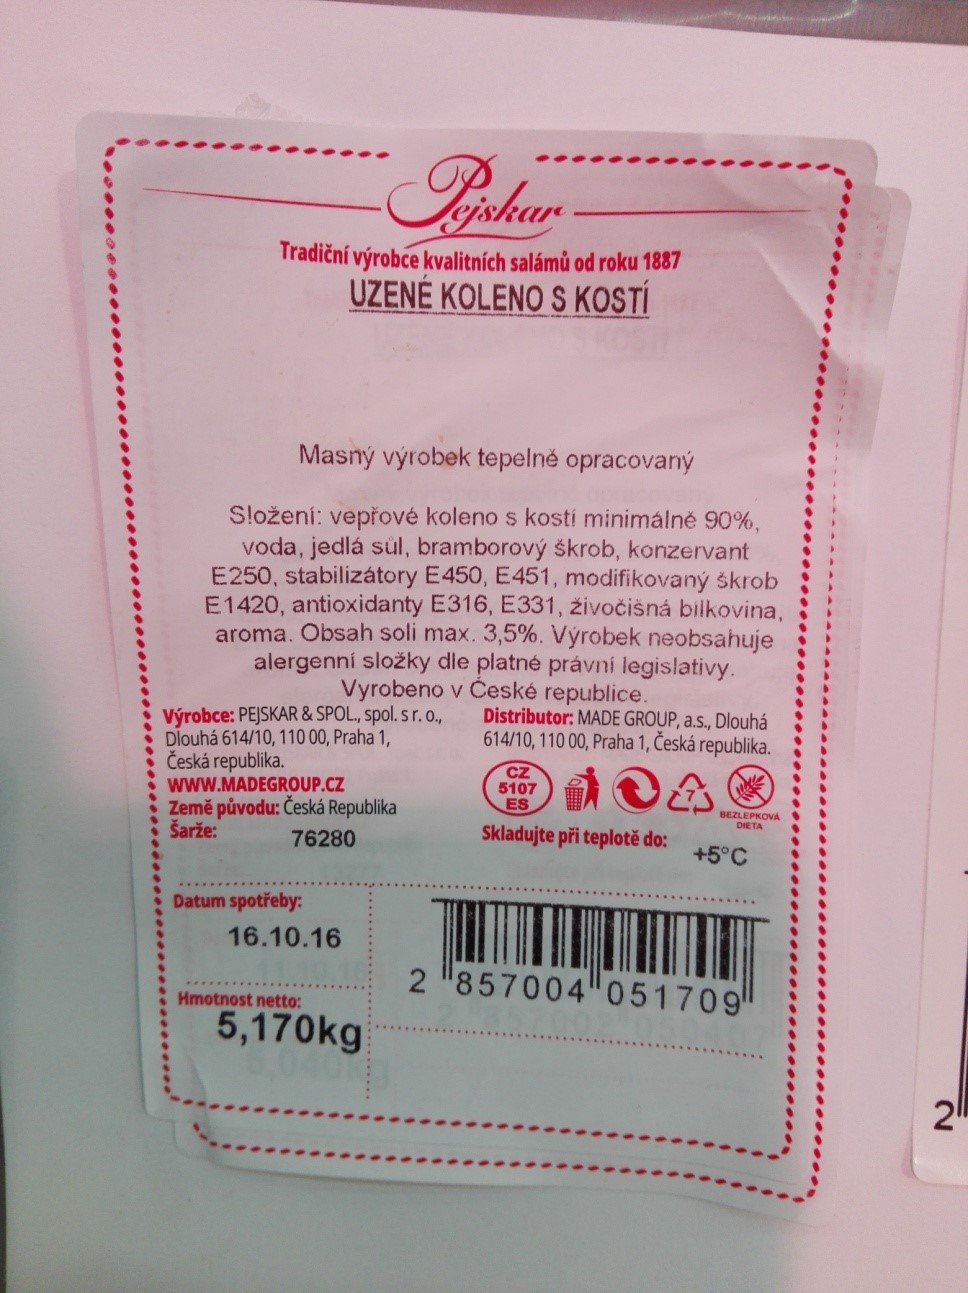 Pejskar
Tradiční výrobce kvalitních salámů od roku 1887
UZENÉ KOLENO S KOSTÍ
Masný výrobek tepelně opracovaný
Složení: vepřové koleno s kostí minimálně 90%,
voda, jedlá sůl, bramborový škrob, konzervant
E250, stabilizátory E450, E451, modifikovaný škrob
E1420, antioxidanty E316, E331, živočišná bílkovina,
aroma. Obsah soli max. 3,5%. Výrobek neobsahuje
alergenní složky dle platné právní legislativy.
Vyrobeno v České republice.
Výrobce: PEJSKAR & SPOL., spol. s r. o.,
Dlouhá 614/10, 110 00, Praha 1,
Česká republika.
WWW.MADEGROUP.CZ
Země původu: Česká Republika
Šarže: 76280
Distributor: MADE GROUP, a.s., Dlouhá
614/10, 110 00, Praha 1, Česká republika.
CZ
5107
ES
7
BEZLEPKOVÁ
DIETA
Skladujte při teplotě do: +5°C
Datum spotřeby:
16.10.16
Hmotnost netto:
5,170kg
2 857004 051709
2